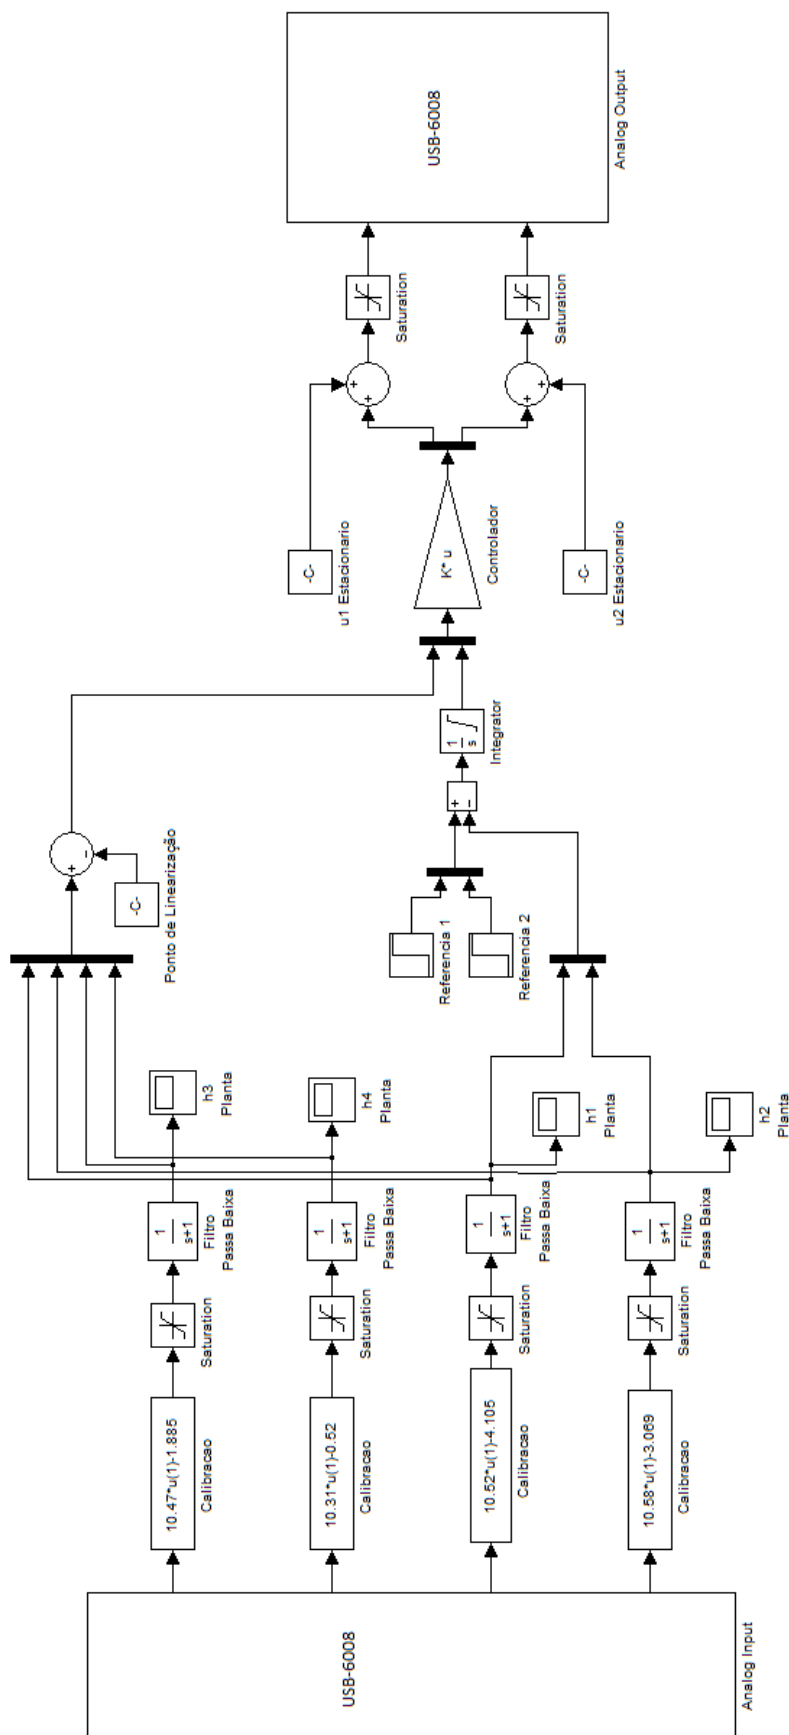 USB-6008
Analog Input
10.47*u(1)-1.885
Calibracao
Saturation
1
s+1
Filtro
Passa Baixa
h3
Planta
10.31*u(1)-0.52
Calibracao
Saturation
1
s+1
Filtro
Passa Baixa
h4
Planta
10.52*u(1)-4.105
Calibracao
Saturation
1
s+1
Filtro
Passa Baixa
h1
Planta
10.58*u(1)-3.069
Calibracao
Saturation
1
s+1
Filtro
Passa Baixa
h2
Planta
-C-
Ponto de Linearização
+
-
Referencia 1
Referencia 2
+
-
1
s
Integrator
K* u
Controlador
-C-
u1 Estacionario
-C-
u2 Estacionario
+
+
+
+
Saturation
Saturation
USB-6008
Analog Output